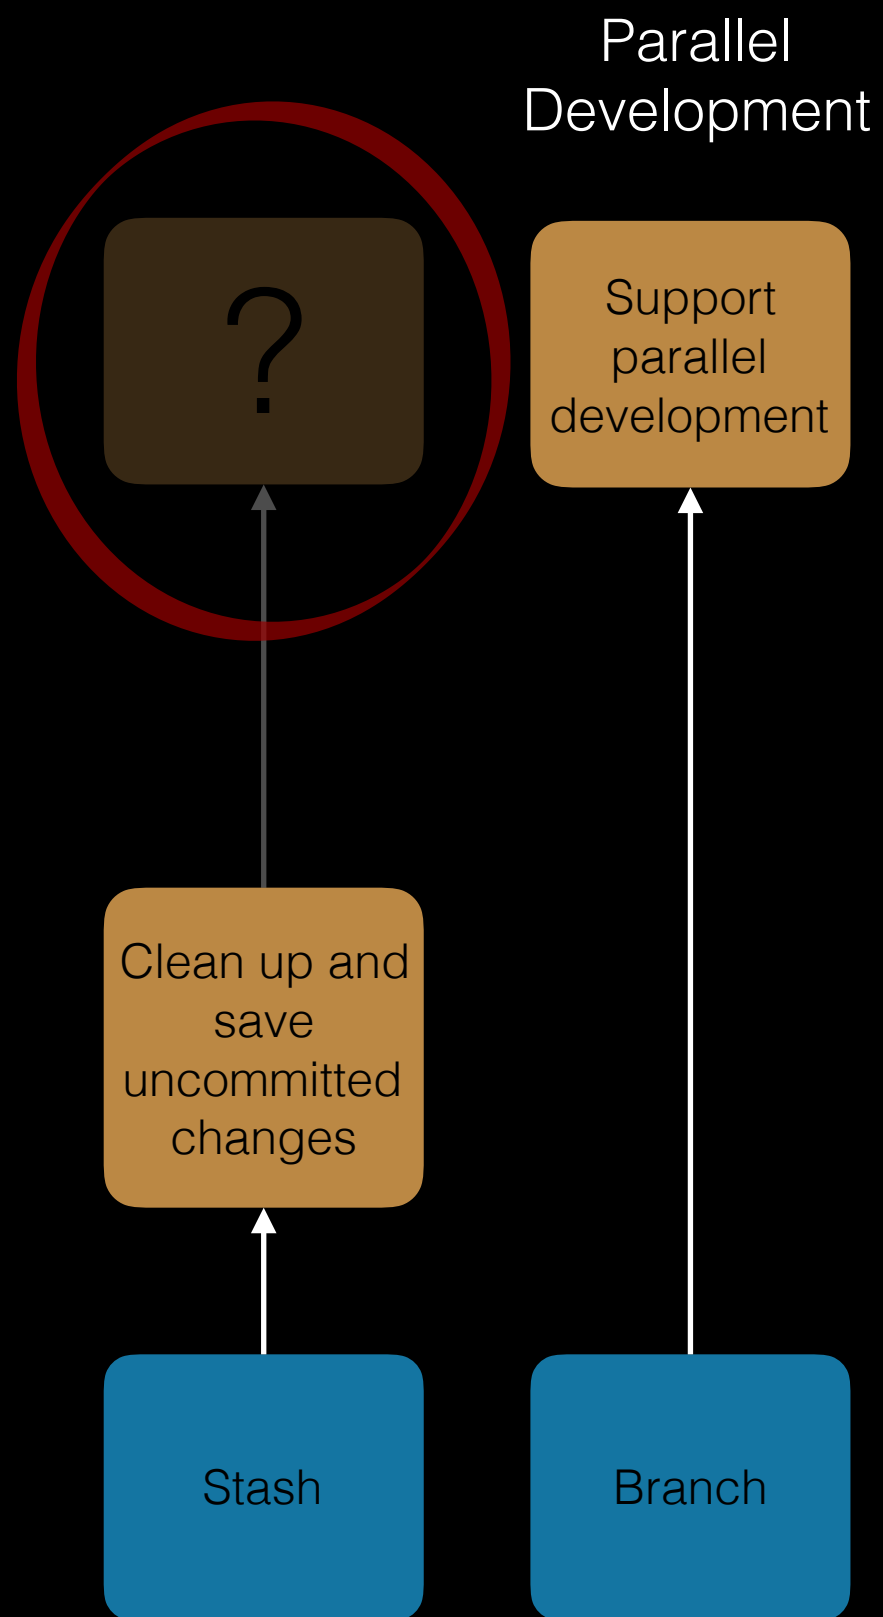 Parallel
Development
?
Support
parallel
development
Clean up and
save
uncommitted
changes
Stash
Branch